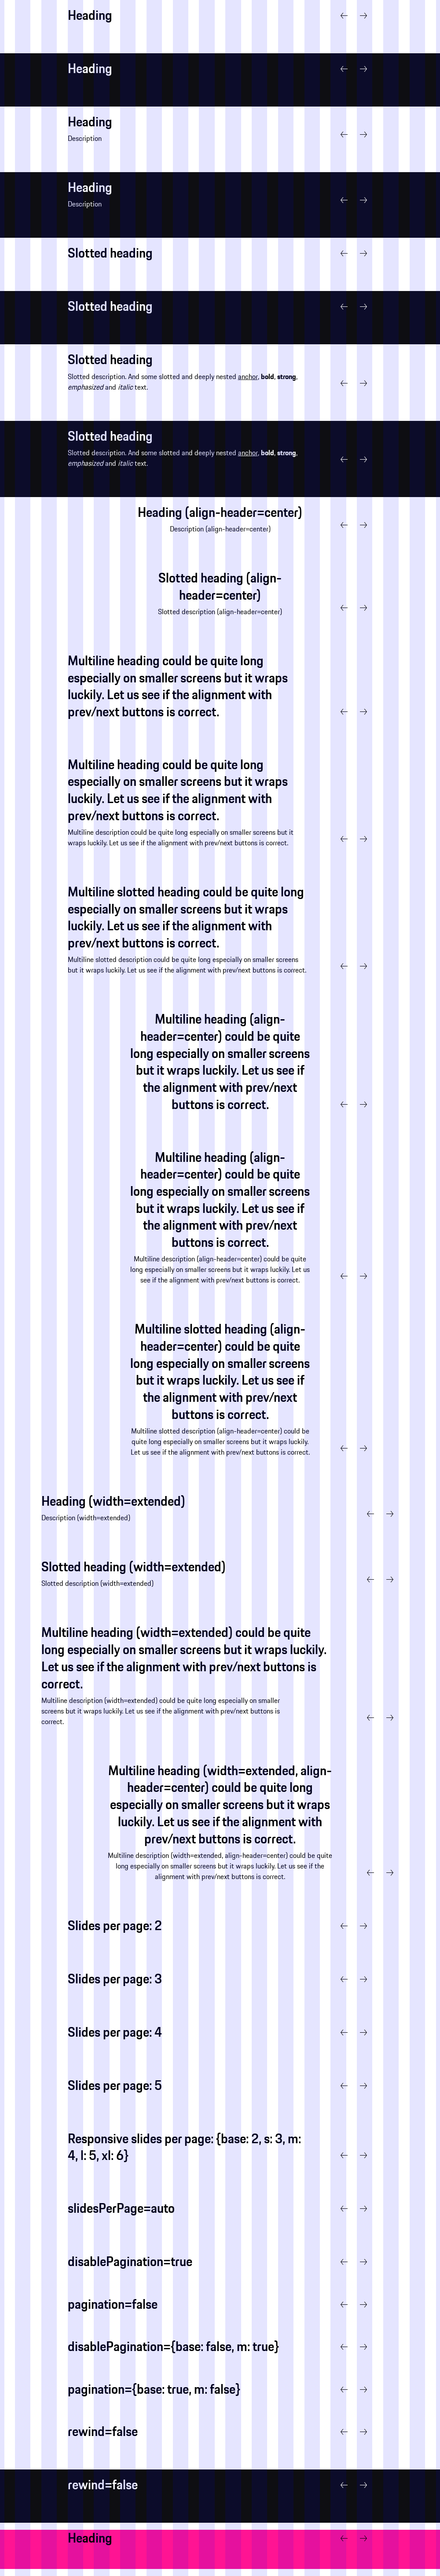 Heading
Heading
Heading
Description
Heading
Description
Slotted heading
Slotted heading
Slotted heading
Slotted description. And some slotted and deeply nested anchor, bold, strong,
emphasized and italic text.
Slotted heading
Slotted description. And some slotted and deeply nested anchor, bold, strong,
emphasized and italic text.
Heading (align-header=center)
Description (align-header=center)
Slotted heading (align-
header=center)
Slotted description (align-header=center)
Multiline heading could be quite long
especially on smaller screens but it wraps
luckily. Let us see if the alignment with
prev/next buttons is correct.
Multiline heading could be quite long
especially on smaller screens but it wraps
luckily. Let us see if the alignment with
prev/next buttons is correct.
Multiline description could be quite long especially on smaller screens but it
wraps luckily. Let us see if the alignment with prev/next buttons is correct.
Multiline slotted heading could be quite long
especially on smaller screens but it wraps
luckily. Let us see if the alignment with
prev/next buttons is correct.
Multiline slotted description could be quite long especially on smaller screens
but it wraps luckily. Let us see if the alignment with prev/next buttons is correct.
Multiline heading (align-
header=center) could be quite
long especially on smaller screens
but it wraps luckily. Let us see if
the alignment with prev/next
buttons is correct.
Multiline heading (align-
header=center) could be quite
long especially on smaller screens
but it wraps luckily. Let us see if
the alignment with prev/next
buttons is correct.
Multiline description (align-header=center) could be quite
long especially on smaller screens but it wraps luckily. Let us
see if the alignment with prev/next buttons is correct.
Multiline slotted heading (align-
header=center) could be quite
long especially on smaller screens
but it wraps luckily. Let us see if
the alignment with prev/next
buttons is correct.
Multiline slotted description (align-header=center) could be
quite long especially on smaller screens but it wraps luckily.
Let us see if the alignment with prev/next buttons is correct.
Heading (width=extended)
Description (width=extended)
Slotted heading (width=extended)
Slotted description (width=extended)
Multiline heading (width=extended) could be quite
long especially on smaller screens but it wraps luckily.
Let us see if the alignment with prev/next buttons is
correct.
Multiline description (width=extended) could be quite long especially on smaller
screens but it wraps luckily. Let us see if the alignment with prev/next buttons is
correct.
Multiline heading (width=extended, align-
header=center) could be quite long
especially on smaller screens but it wraps
luckily. Let us see if the alignment with
prev/next buttons is correct.
Multiline description (width=extended, align-header=center) could be quite
long especially on smaller screens but it wraps luckily. Let us see if the
alignment with prev/next buttons is correct.
Slides per page: 2
Slides per page: 3
Slides per page: 4
Slides per page: 5
Responsive slides per page: {base: 2, s: 3, m:
4, l: 5, xl: 6}
slidesPerPage=auto
disablePagination=true
pagination=false
disablePagination={base: false, m: true}
pagination={base: true, m: false}
rewind=false
rewind=false
Heading